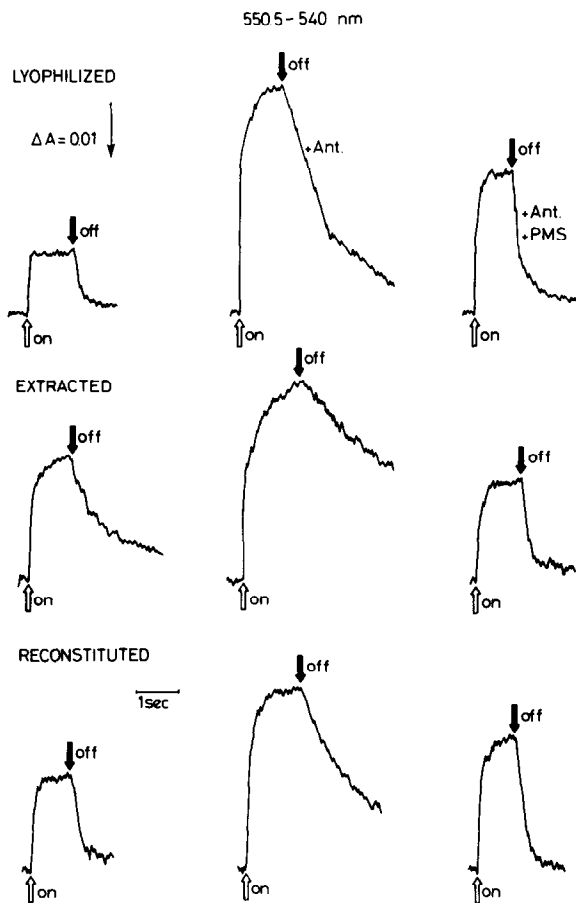 550.5 - 540 nm
LYOPHILIZED
ΔA = 0.01
off
on
off
+Ant.
on
off
+Ant.
+PMS
on
EXTRACTED
off
on
off
on
off
on
RECONSTITUTED
1sec
off
on
off
on
off
on